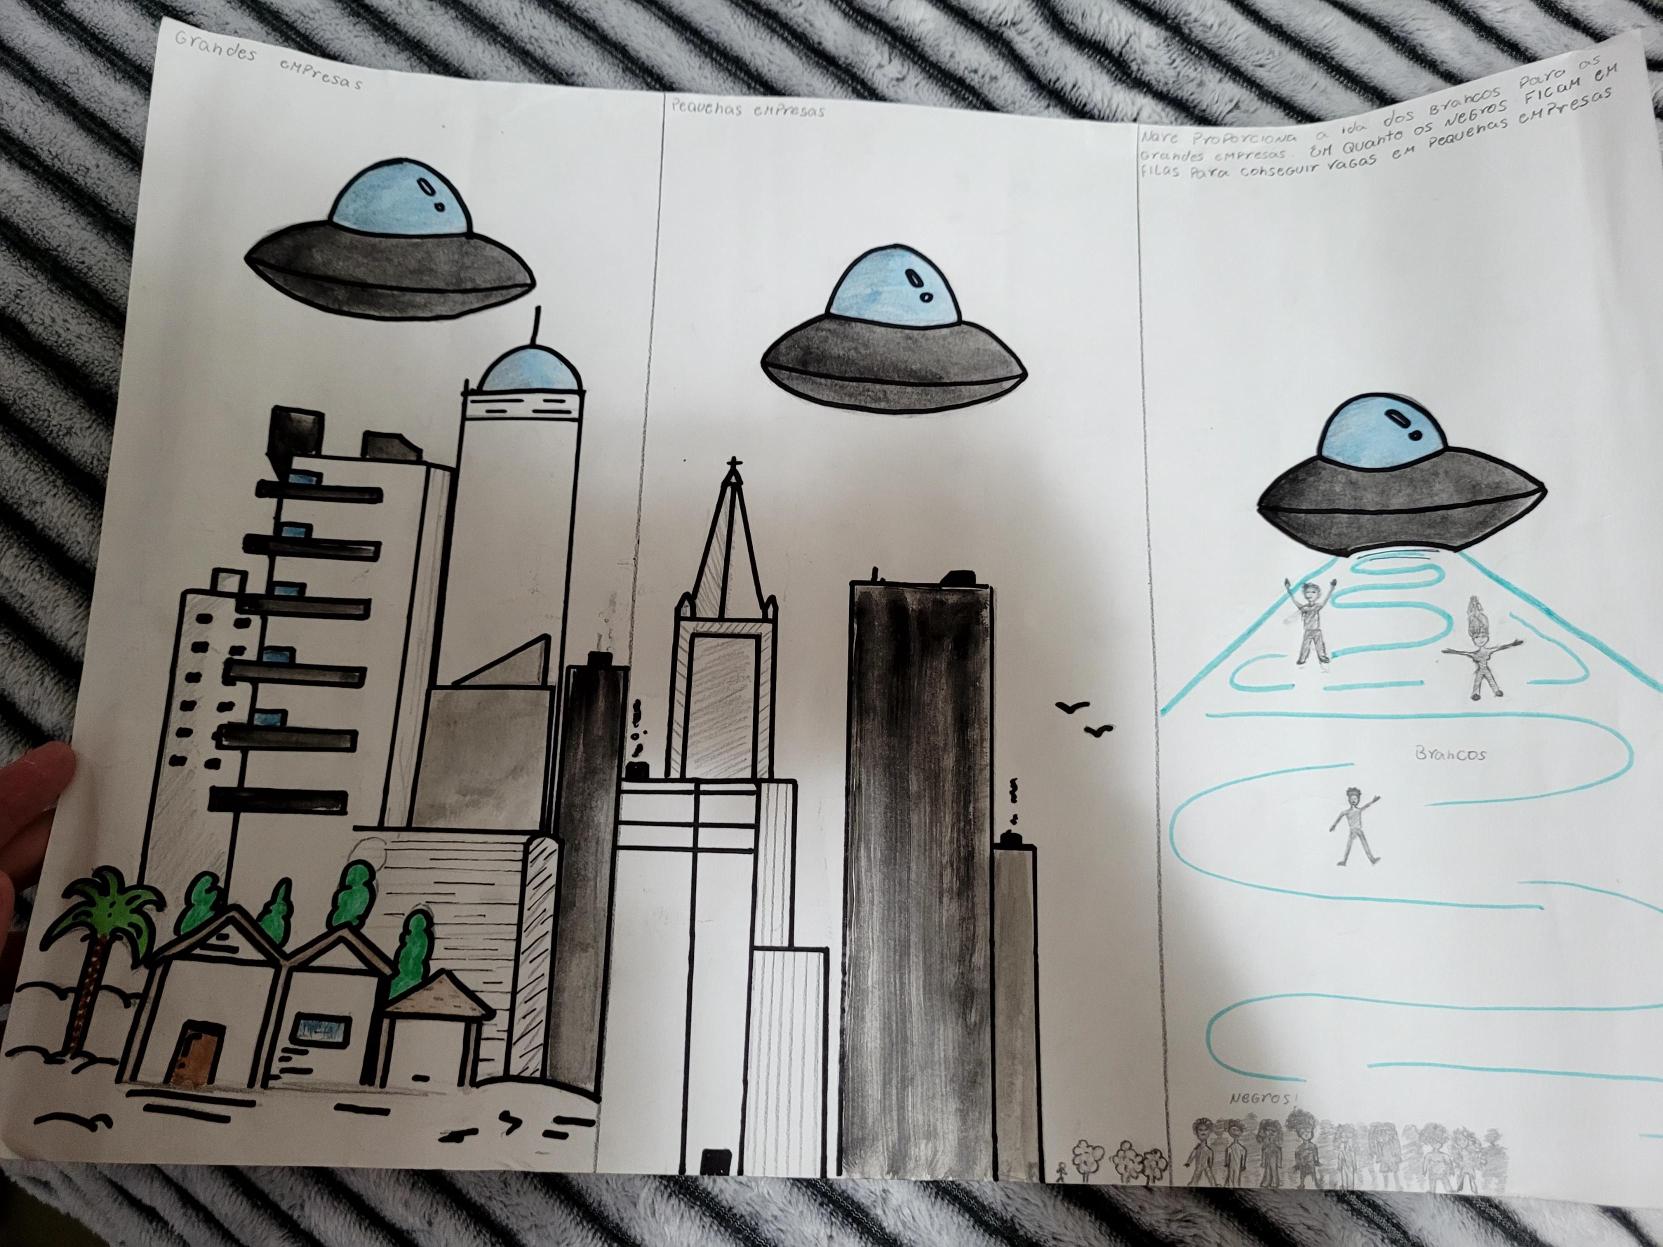 Grandes emPresas
Pequenas emPresas
Nave ProPorciona a ida dos Brancos Para as
Grandes emPresas. EM quanto os Negros Ficam em
Filas Para conseguir vagas em Pequenas emPresas
Brancos
Negros!